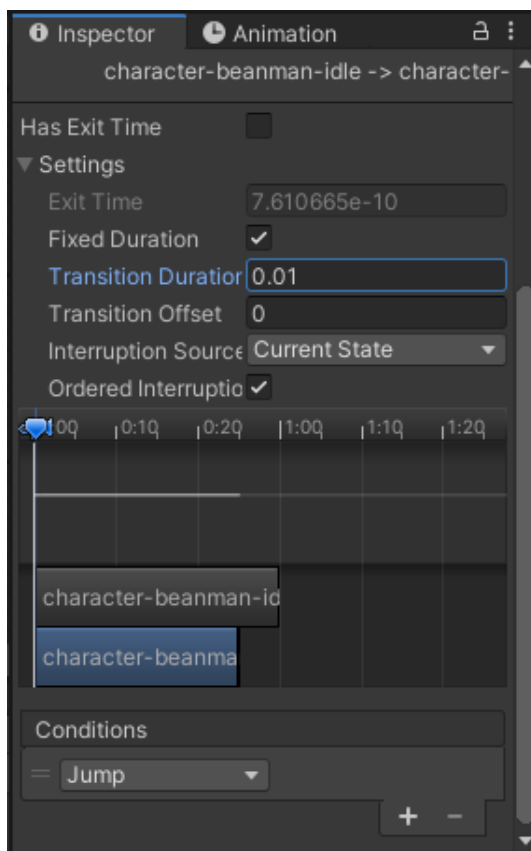 Inspector Animation
character-beanman-idle -> character-
Has Exit Time
Settings
Exit Time 7.610665e-10
Fixed Duration
Transition Duration 0.01
Transition Offset 0
Interruption Source Current State
Ordered Interruptio
:00 0:10 0:20 1:00 1:10 1:20
character-beanman-id
character-beanma
Conditions
Jump